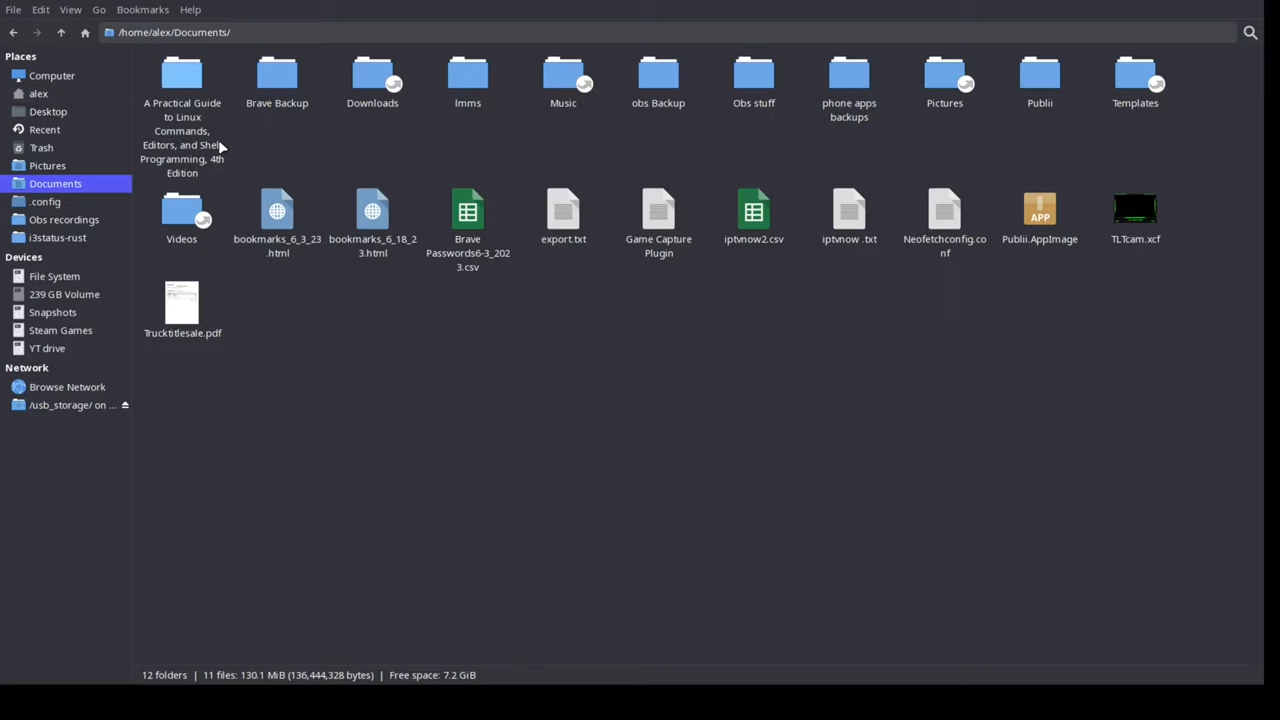 File Edit View Go Bookmarks Help
/home/alex/Documents/
Places
Computer
alex
Desktop
Recent
Trash
Pictures
Documents
.config
Obs recordings
i3status-rust
Devices
File System
239 GB Volume
Snapshots
Steam Games
YT drive
Network
Browse Network
/usb_storage/ on ...
A Practical Guide
to Linux
Commands,
Editors, and Shell
Programming, 4th
Edition
Brave Backup
Downloads
lmms
Music
obs Backup
Obs stuff
phone apps
backups
Pictures
Publii
Templates
Videos
bookmarks_6_3_23
.html
bookmarks_6_18_2
3.html
Brave
Passwords6-3_202
3.csv
export.txt
Game Capture
Plugin
iptvnow2.csv
iptvnow .txt
Neofetchconfig.co
nf
APP
Publii.AppImage
TLTcam.xcf
Trucktitlesale.pdf
12 folders | 11 files: 130.1 MiB (136,444,328 bytes) | Free space: 7.2 GiB